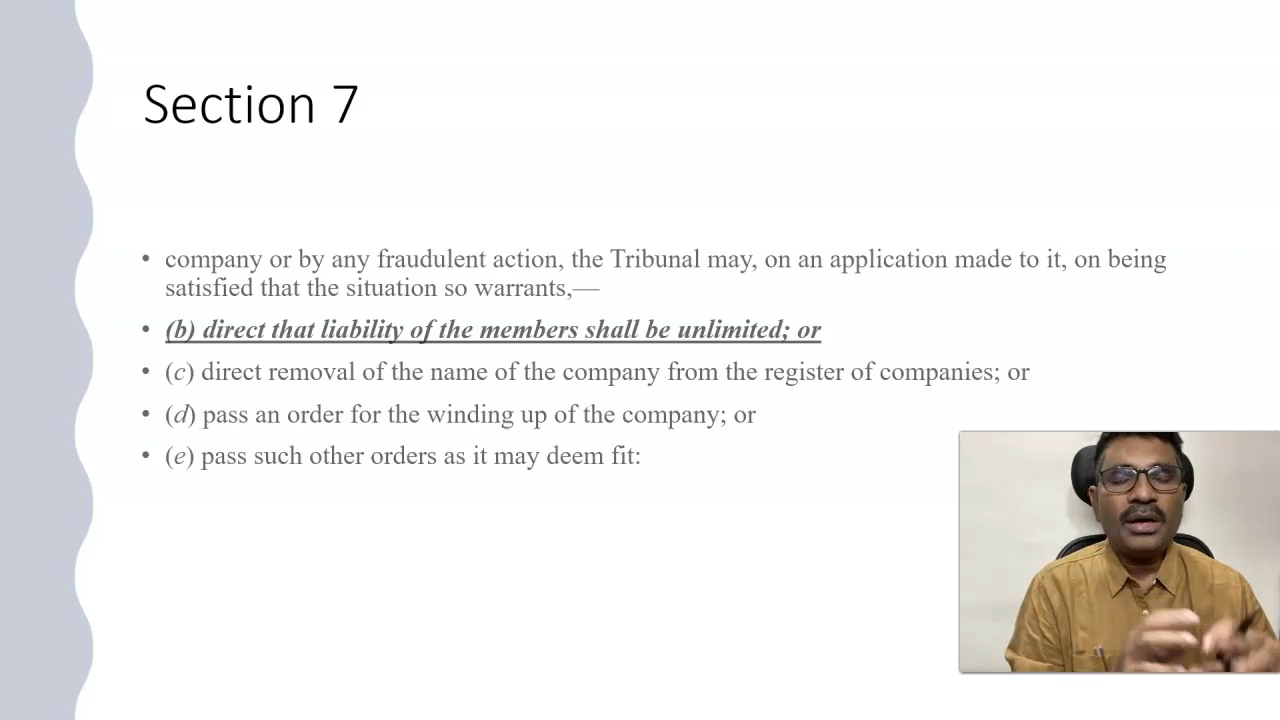 Section 7
• company or by any fraudulent action, the Tribunal may, on an application made to it, on being
satisfied that the situation so warrants,—
• (b) direct that liability of the members shall be unlimited; or
• (c) direct removal of the name of the company from the register of companies; or
• (d) pass an order for the winding up of the company; or
• (e) pass such other orders as it may deem fit: